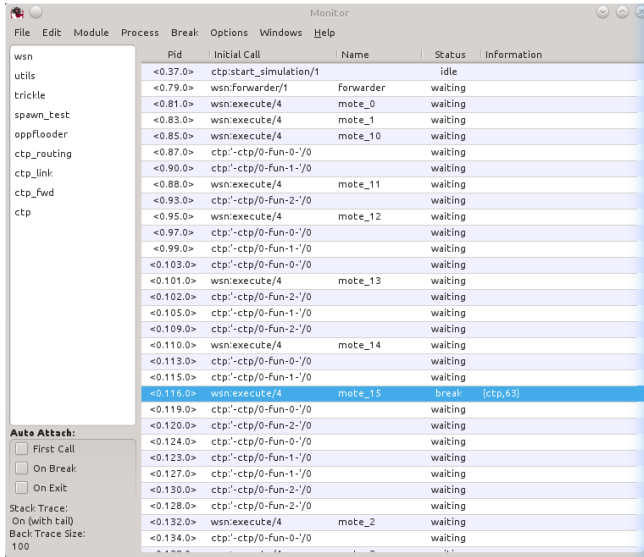 Monitor
File Edit Module Process Break Options Windows Help
wsn
utils
trickle
spawn_test
oppflooder
ctp_routing
ctp_link
ctp_fwd
ctp
Auto Attach:
First Call
On Break
On Exit
Stack Trace:
On (with tail)
Back Trace Size:
100
Pid Initial Call Name Status Information
<0.37.0> ctp:start_simulation/1 idle
<0.79.0> wsn:forwarder/1 forwarder waiting
<0.81.0> wsn:execute/4 mote_0 waiting
<0.83.0> wsn:execute/4 mote_1 waiting
<0.85.0> wsn:execute/4 mote_10 waiting
<0.87.0> ctp:'-ctp/0-fun-0-'/0 waiting
<0.90.0> ctp:'-ctp/0-fun-1-'/0 waiting
<0.88.0> wsn:execute/4 mote_11 waiting
<0.93.0> ctp:'-ctp/0-fun-2-'/0 waiting
<0.95.0> wsn:execute/4 mote_12 waiting
<0.97.0> ctp:'-ctp/0-fun-0-'/0 waiting
<0.99.0> ctp:'-ctp/0-fun-1-'/0 waiting
<0.103.0> ctp:'-ctp/0-fun-0-'/0 waiting
<0.101.0> wsn:execute/4 mote_13 waiting
<0.102.0> ctp:'-ctp/0-fun-2-'/0 waiting
<0.105.0> ctp:'-ctp/0-fun-1-'/0 waiting
<0.109.0> ctp:'-ctp/0-fun-2-'/0 waiting
<0.110.0> wsn:execute/4 mote_14 waiting
<0.113.0> ctp:'-ctp/0-fun-0-'/0 waiting
<0.115.0> ctp:'-ctp/0-fun-1-'/0 waiting
<0.116.0> wsn:execute/4 mote_15 break {ctp,63}
<0.119.0> ctp:'-ctp/0-fun-0-'/0 waiting
<0.120.0> ctp:'-ctp/0-fun-2-'/0 waiting
<0.124.0> ctp:'-ctp/0-fun-0-'/0 waiting
<0.123.0> ctp:'-ctp/0-fun-1-'/0 waiting
<0.127.0> ctp:'-ctp/0-fun-1-'/0 waiting
<0.130.0> ctp:'-ctp/0-fun-2-'/0 waiting
<0.128.0> ctp:'-ctp/0-fun-2-'/0 waiting
<0.132.0> wsn:execute/4 mote_2 waiting
<0.134.0> ctp:'-ctp/0-fun-0-'/0 waiting